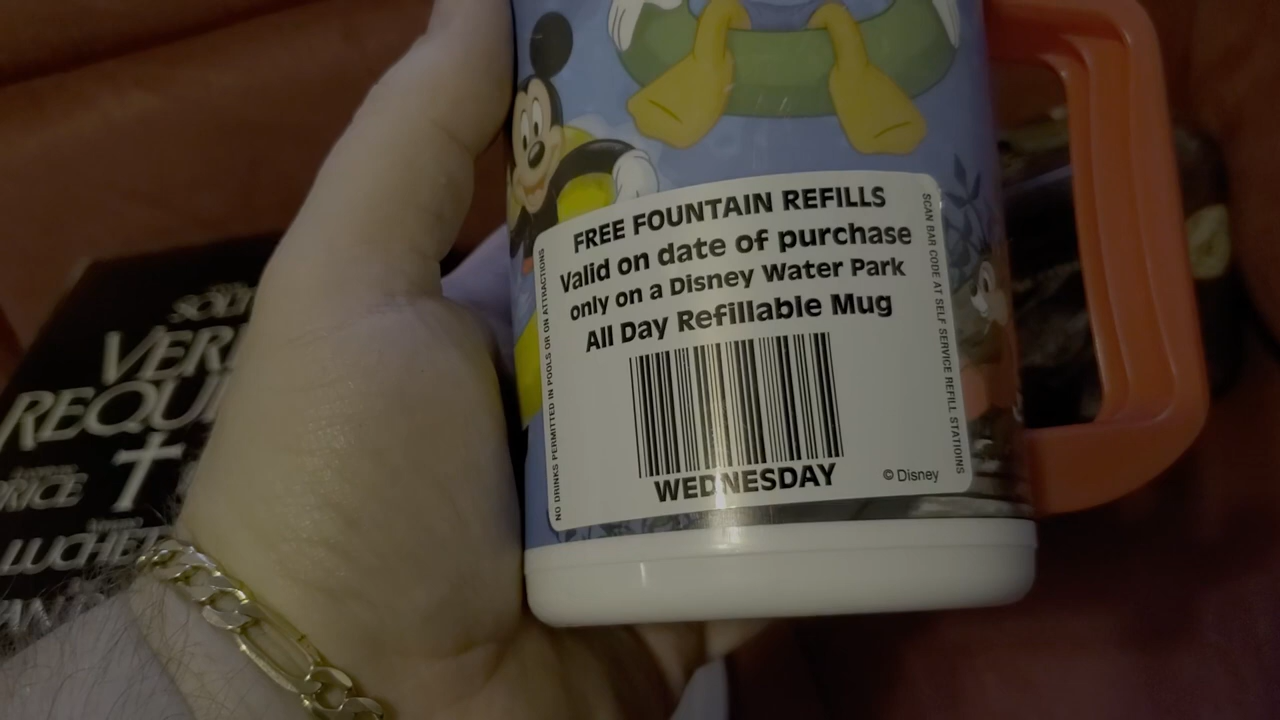 FREE FOUNTAIN REFILLS
Valid on date of purchase
only on a Disney Water Park
All Day Refillable Mug
WEDNESDAY
© Disney
NO DRINKS PERMITTED IN POOLS OR ON ATTRACTIONS
SCAN BAR CODE AT SELF SERVICE REFILL STATIOINS